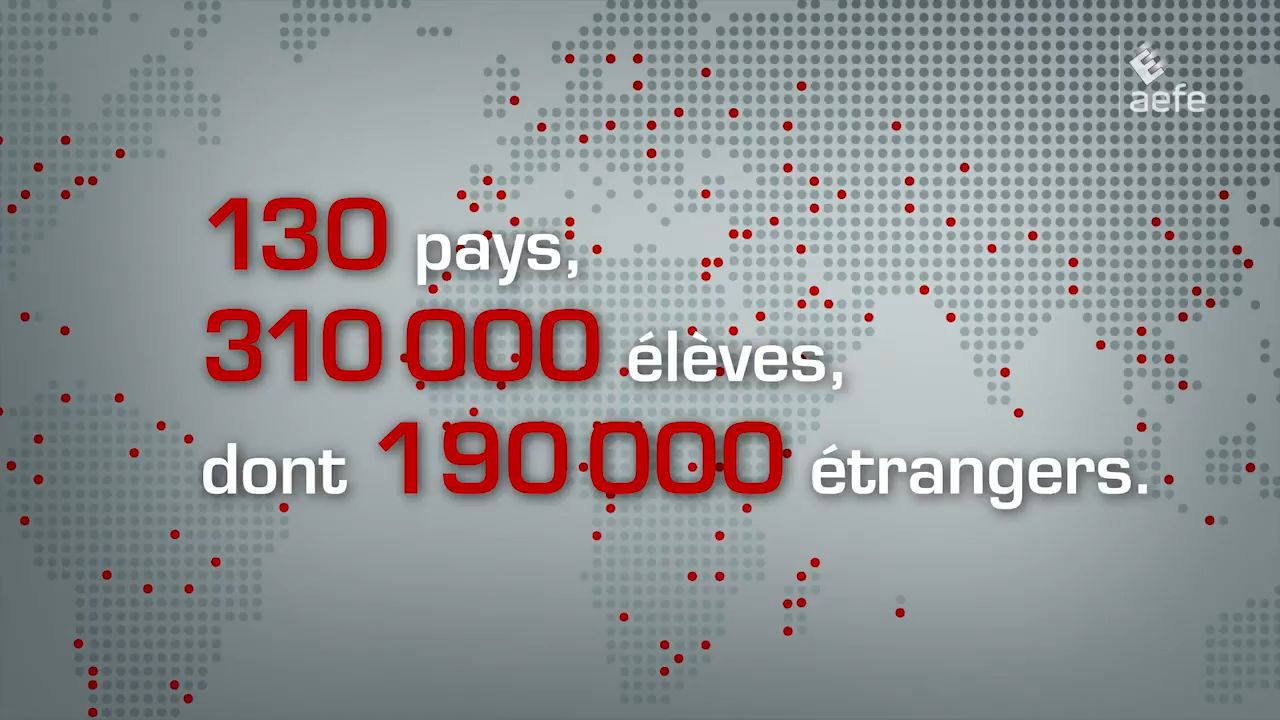 aefe
130 pays,
310 000 élèves,
dont 190 000 étrangers.